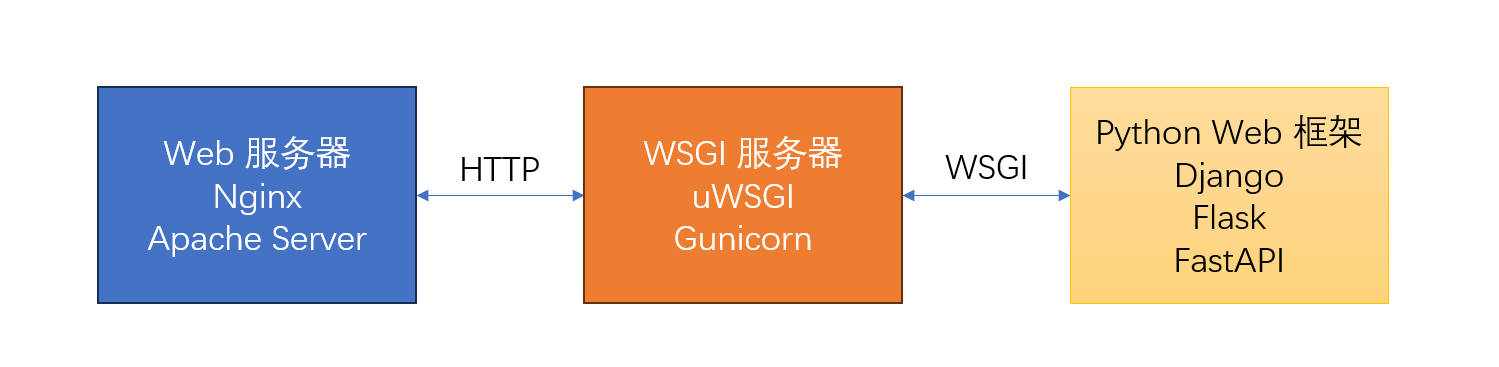 Web 服务器
Nginx
Apache Server
HTTP
WSGI 服务器
uWSGI
Gunicorn
WSGI
Python Web 框架
Django
Flask
FastAPI